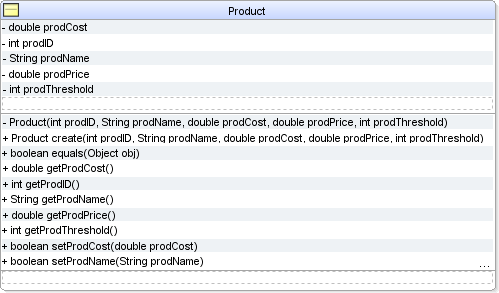 Product
- double prodCost
- int prodID
- String prodName
- double prodPrice
- int prodThreshold
- Product(int prodID, String prodName, double prodCost, double prodPrice, int prodThreshold)
+ Product create(int prodID, String prodName, double prodCost, double prodPrice, int prodThreshold)
+ boolean equals(Object obj)
+ double getProdCost()
+ int getProdID()
+ String getProdName()
+ double getProdPrice()
+ int getProdThreshold()
+ boolean setProdCost(double prodCost)
+ boolean setProdName(String prodName)
...